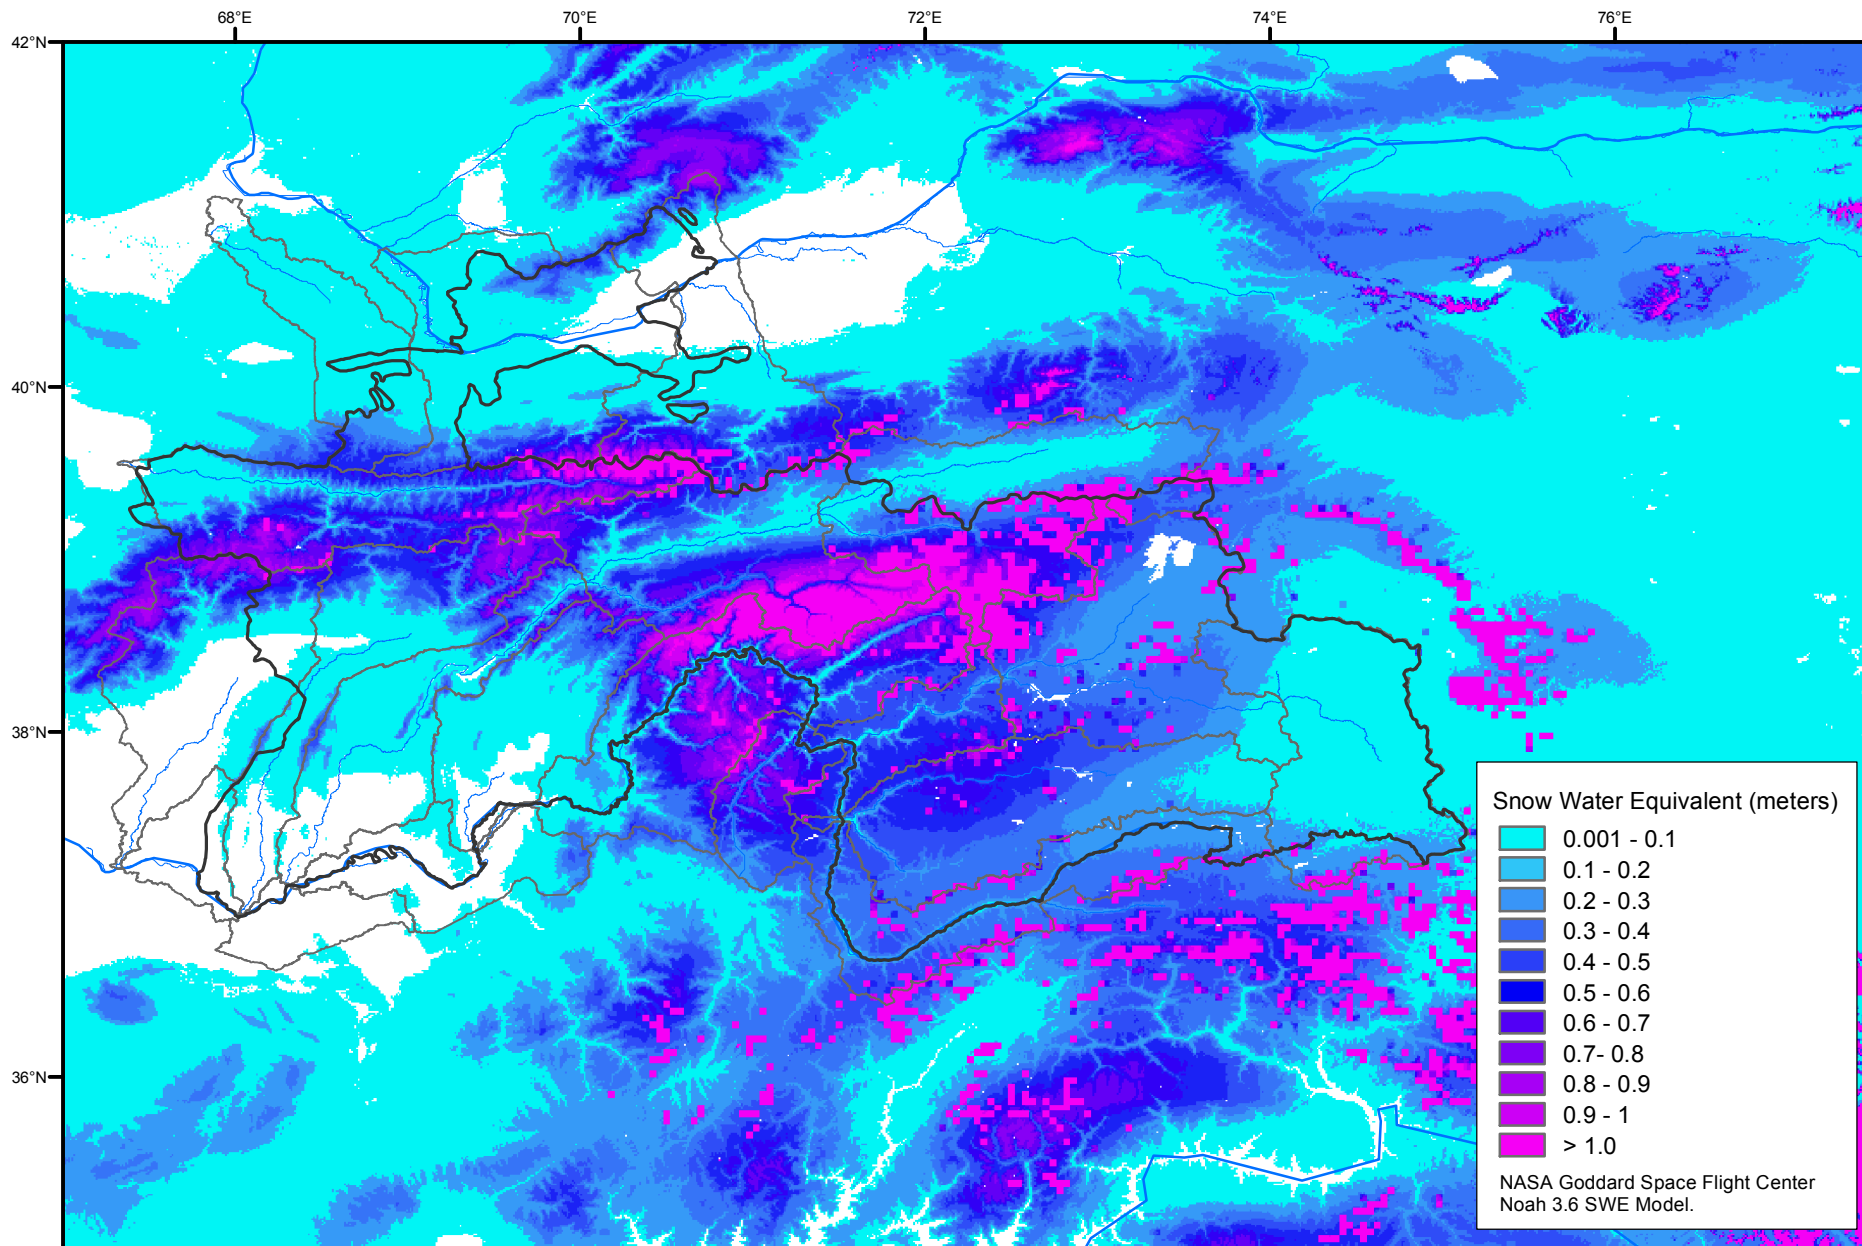 68°E 70°E 72°E 74°E 76°E
42°N
40°N
38°N
36°N
Snow Water Equivalent (meters)
0.001 - 0.1
0.1 - 0.2
0.2 - 0.3
0.3 - 0.4
0.4 - 0.5
0.5 - 0.6
0.6 - 0.7
0.7- 0.8
0.8 - 0.9
0.9 - 1
> 1.0
NASA Goddard Space Flight Center
Noah 3.6 SWE Model.